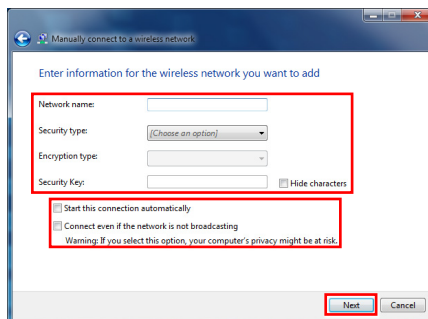 Manually connect to a wireless network
Enter information for the wireless network you want to add
Network name:
Security type: [Choose an option]
Encryption type:
Security Key: Hide characters
Start this connection automatically
Connect even if the network is not broadcasting
Warning: If you select this option, your computer's privacy might be at risk.
Next Cancel